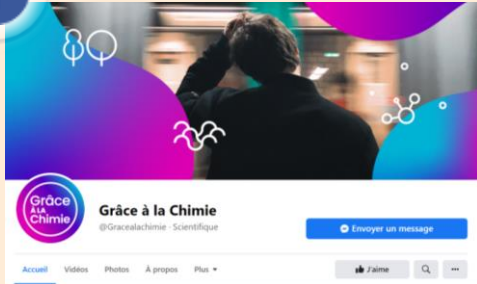 Grâce
À LA
Chimie
Grâce à la Chimie
@Gracealachimie · Scientifique
Envoyer un message
Accueil Vidéos Photos À propos Plus
J'aime